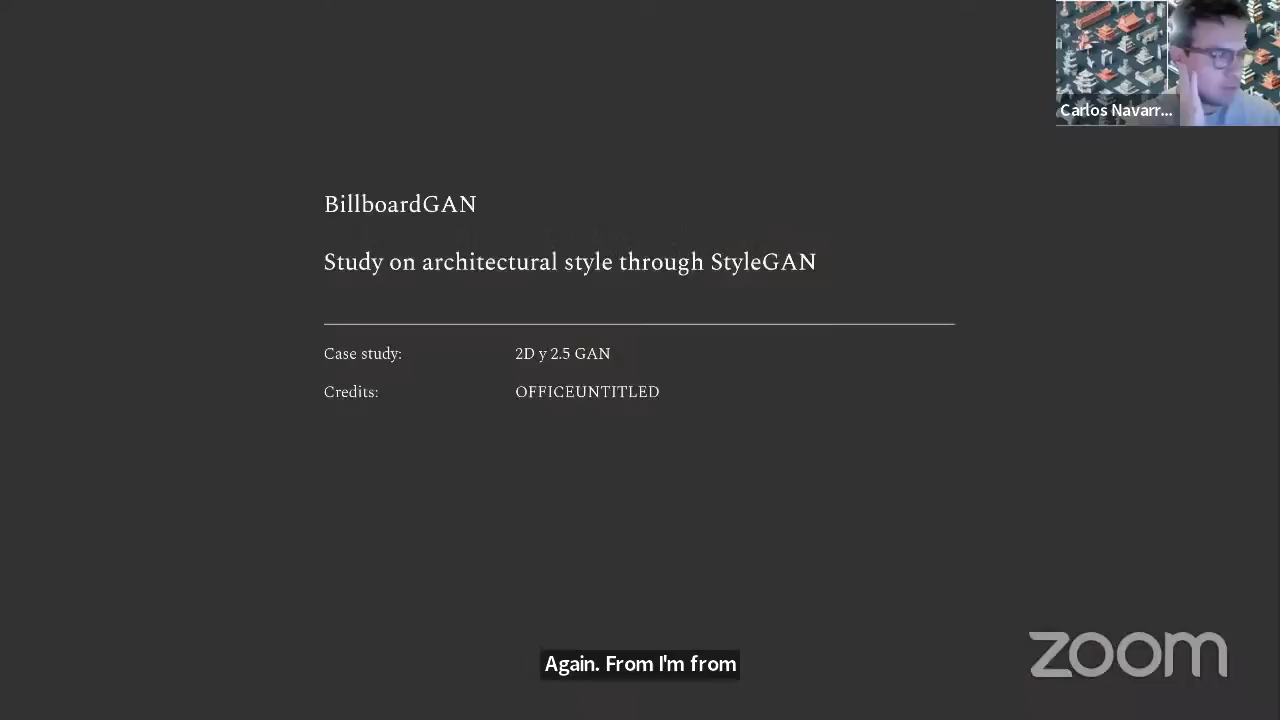 Carlos Navarr...
BillboardGAN
Study on architectural style through StyleGAN
Case study: 2D y 2.5 GAN
Credits: OFFICEUNTITLED
Again. From I'm from
zoom